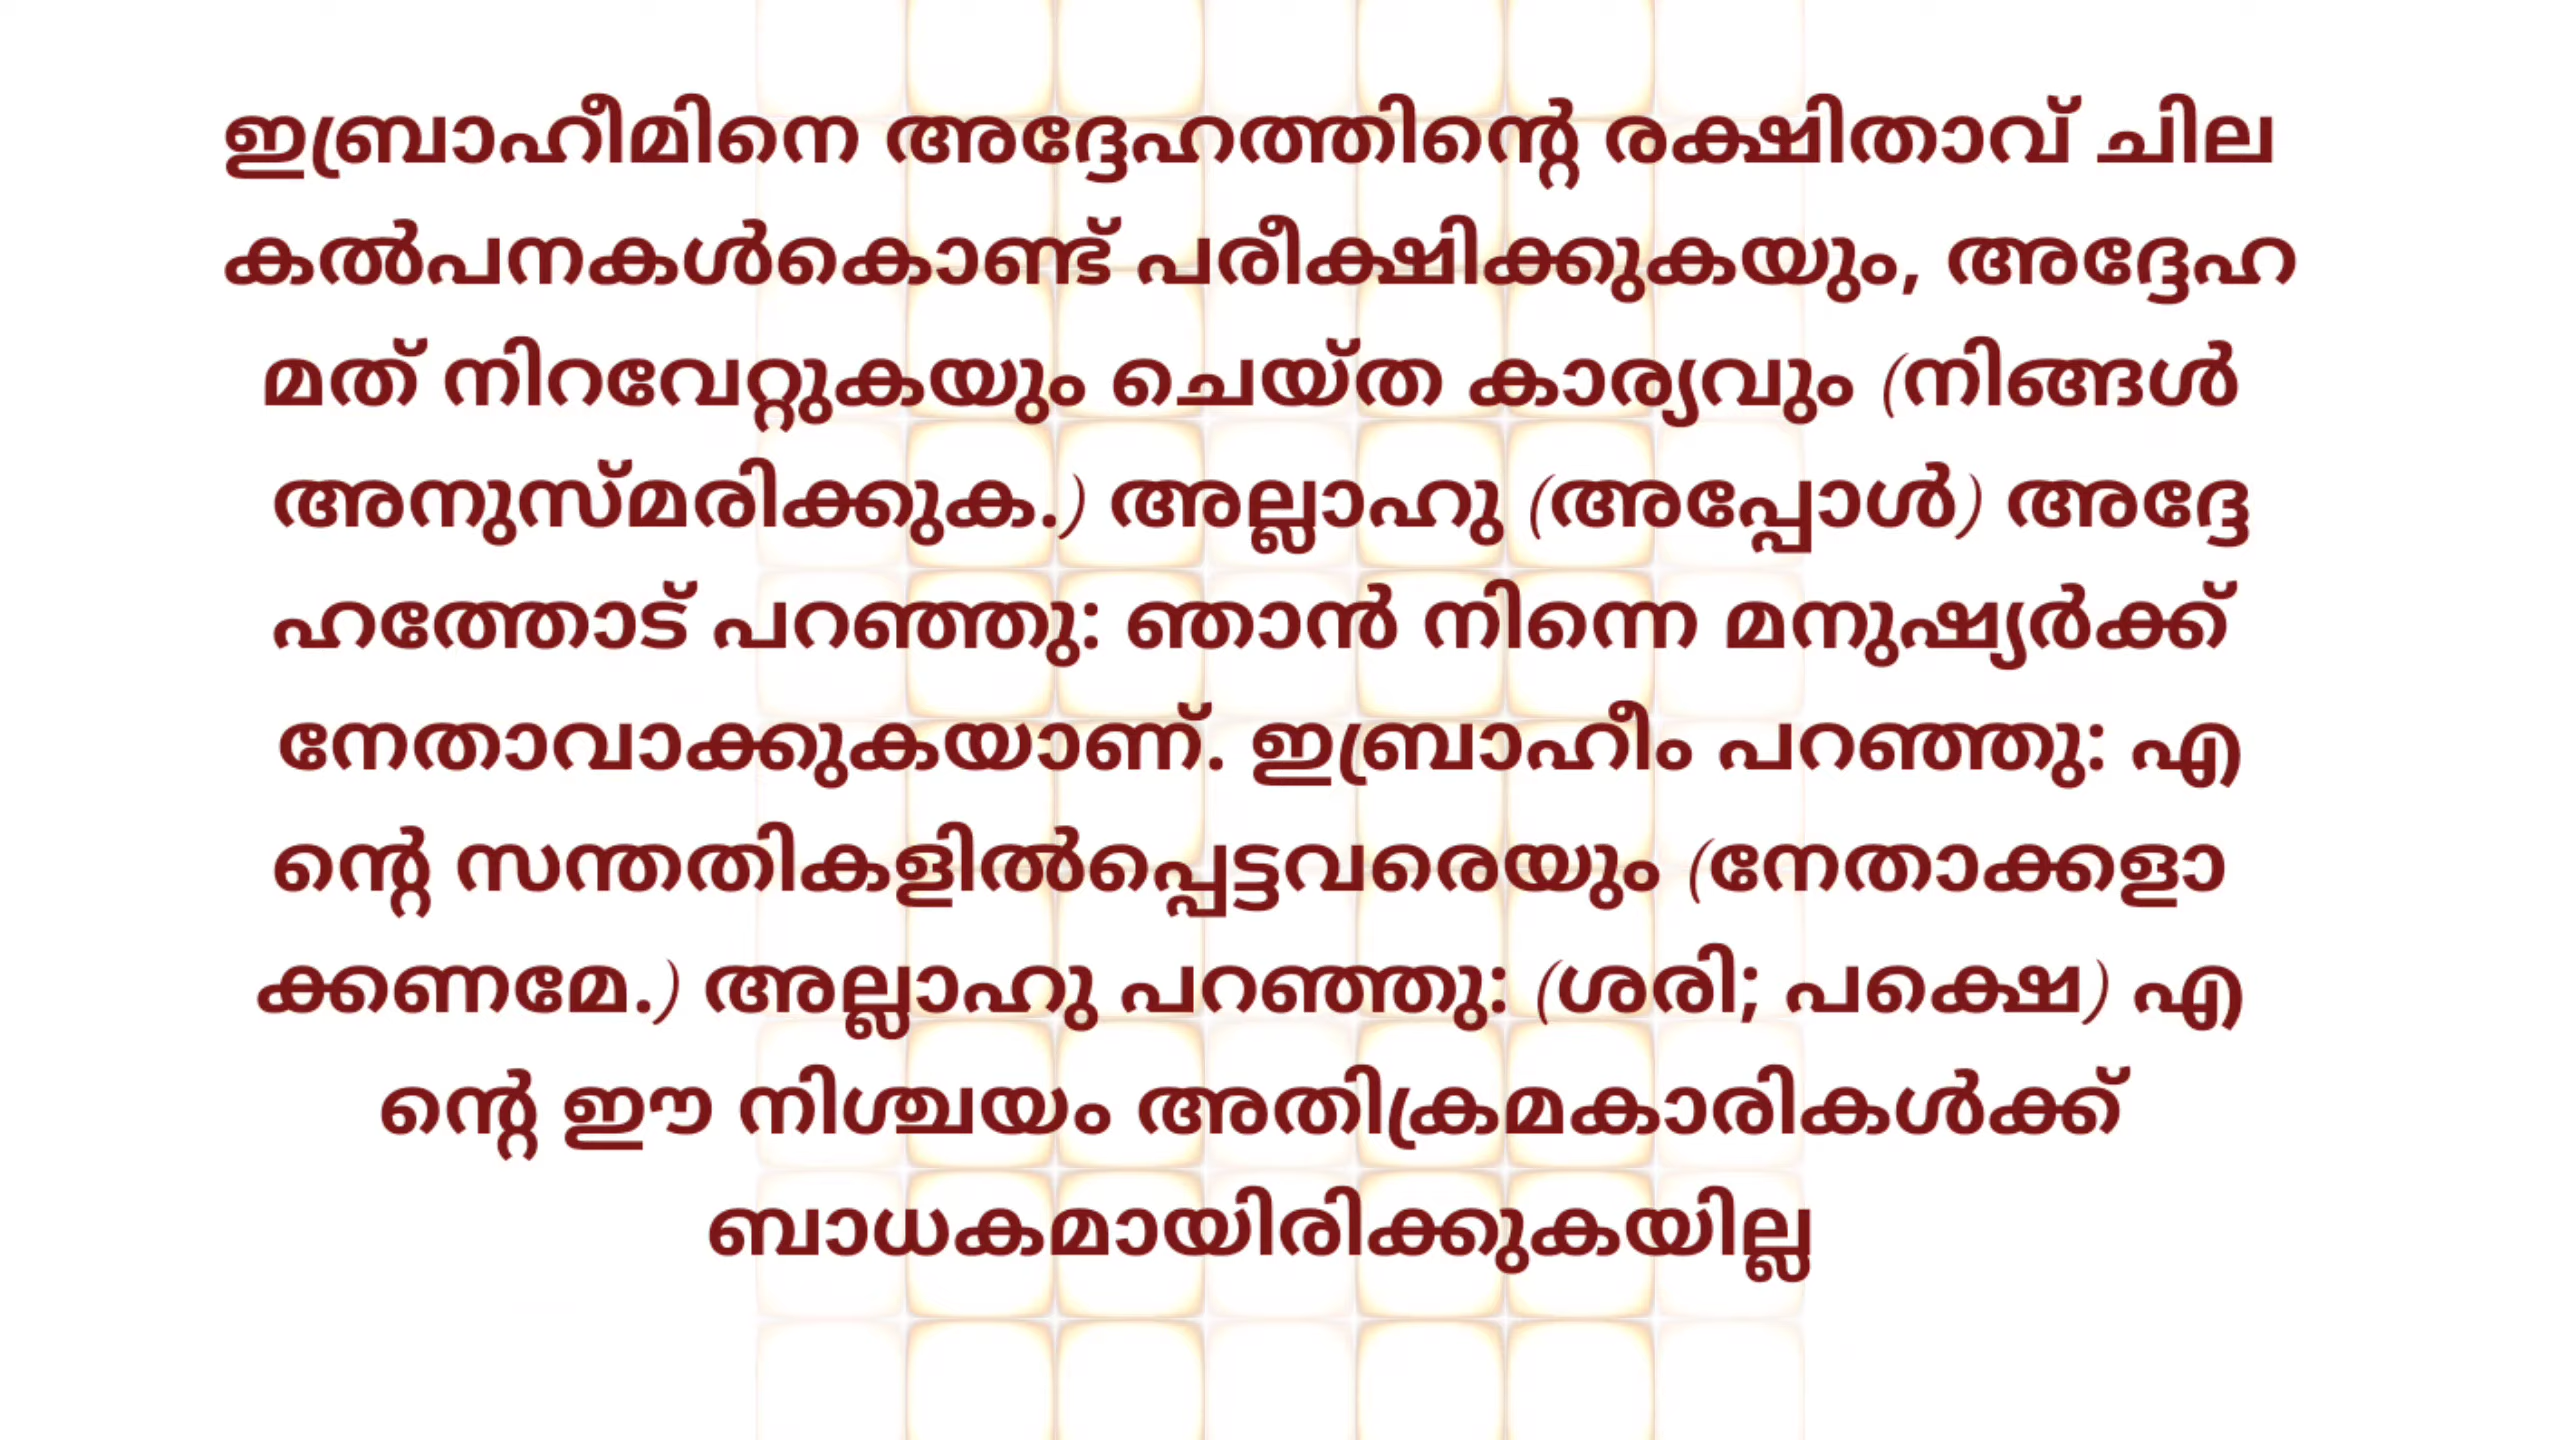 ഇബ്രാഹീമിനെ അദ്ദേഹത്തിന്റെ രക്ഷിതാവ് ചില
കൽപനകൾകൊണ്ട് പരീക്ഷിക്കുകയും, അദ്ദേഹ
മത് നിറവേറ്റുകയും ചെയ്ത കാര്യവും (നിങ്ങൾ
അനുസ്മരിക്കുക.) അല്ലാഹു (അപ്പോൾ) അദ്ദേ
ഹത്തോട് പറഞ്ഞു: ഞാൻ നിന്നെ മനുഷ്യർക്ക്
നേതാവാക്കുകയാണ്. ഇബ്രാഹീം പറഞ്ഞു: എ
ന്റെ സന്തതികളിൽപ്പെട്ടവരെയും (നേതാക്കളാ
ക്കണമേ.) അല്ലാഹു പറഞ്ഞു: (ശരി; പക്ഷെ) എ
ന്റെ ഈ നിശ്ചയം അതിക്രമകാരികൾക്ക്
ബാധകമായിരിക്കുകയില്ല